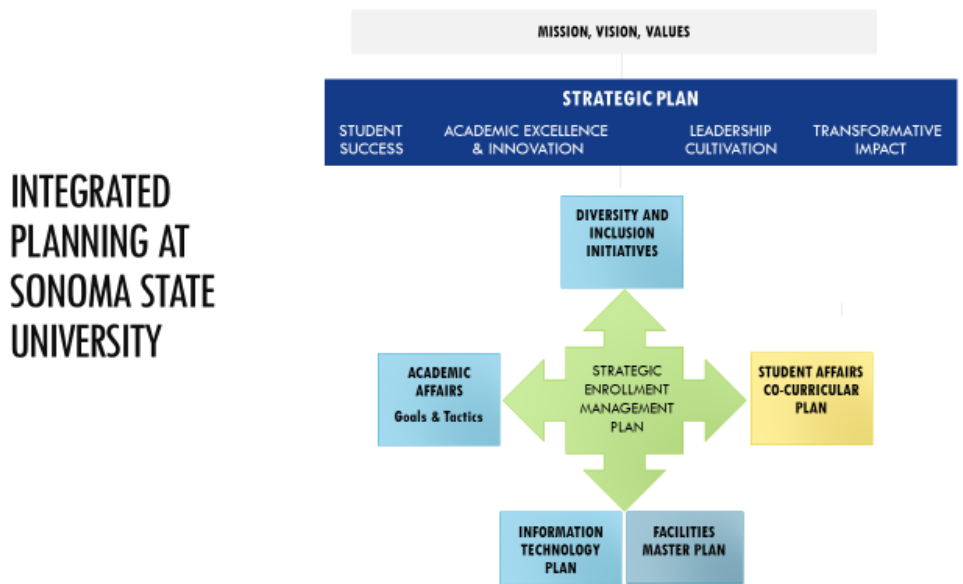 INTEGRATED
PLANNING AT
SONOMA STATE
UNIVERSITY
MISSION, VISION, VALUES
STRATEGIC PLAN
STUDENT
SUCCESS
ACADEMIC EXCELLENCE
& INNOVATION
LEADERSHIP
CULTIVATION
TRANSFORMATIVE
IMPACT
DIVERSITY AND
INCLUSION
INITIATIVES
ACADEMIC
AFFAIRS
Goals & Tactics
STRATEGIC
ENROLLMENT
MANAGEMENT
PLAN
STUDENT AFFAIRS
CO-CURRICULAR
PLAN
INFORMATION
TECHNOLOGY
PLAN
FACILITIES
MASTER PLAN